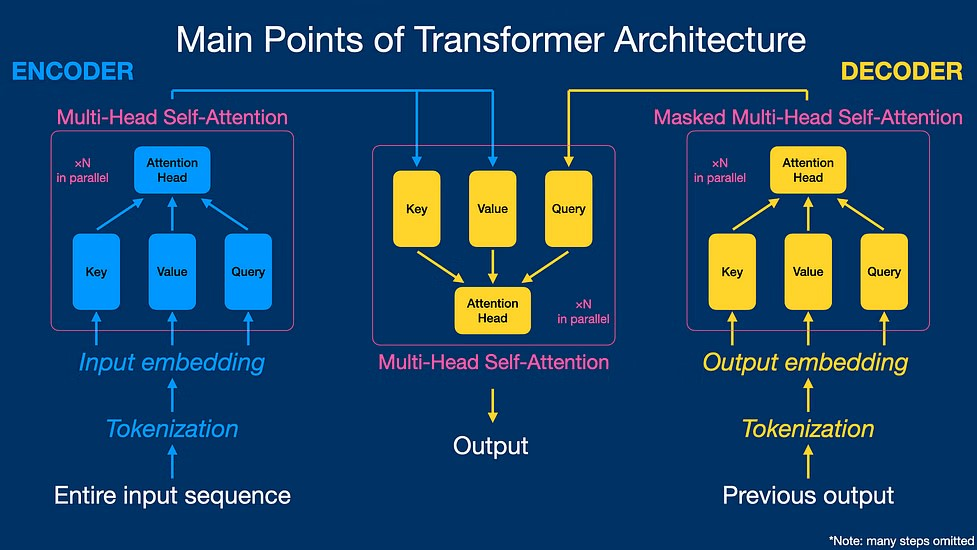 Main Points of Transformer Architecture
ENCODER
DECODER
Multi-Head Self-Attention
×N
in parallel
Attention
Head
Key
Value
Query
Input embedding
Tokenization
Entire input sequence
Key
Value
Query
Attention
Head
×N
in parallel
Multi-Head Self-Attention
Output
Masked Multi-Head Self-Attention
×N
in parallel
Attention
Head
Key
Value
Query
Output embedding
Tokenization
Previous output
*Note: many steps omitted